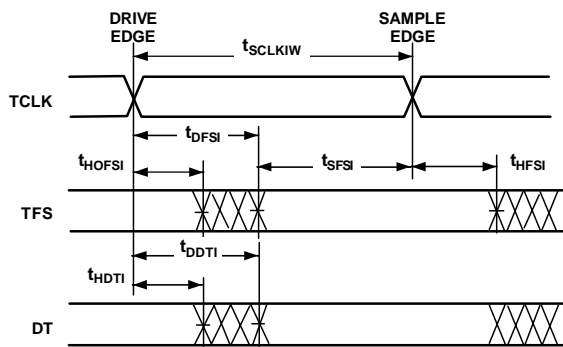 DRIVE
EDGE
SAMPLE
EDGE
tSCLKIW
TCLK
tDFSI
tHOFSI
tSFSI
tHFSI
TFS
tDDTI
tHDTI
DT